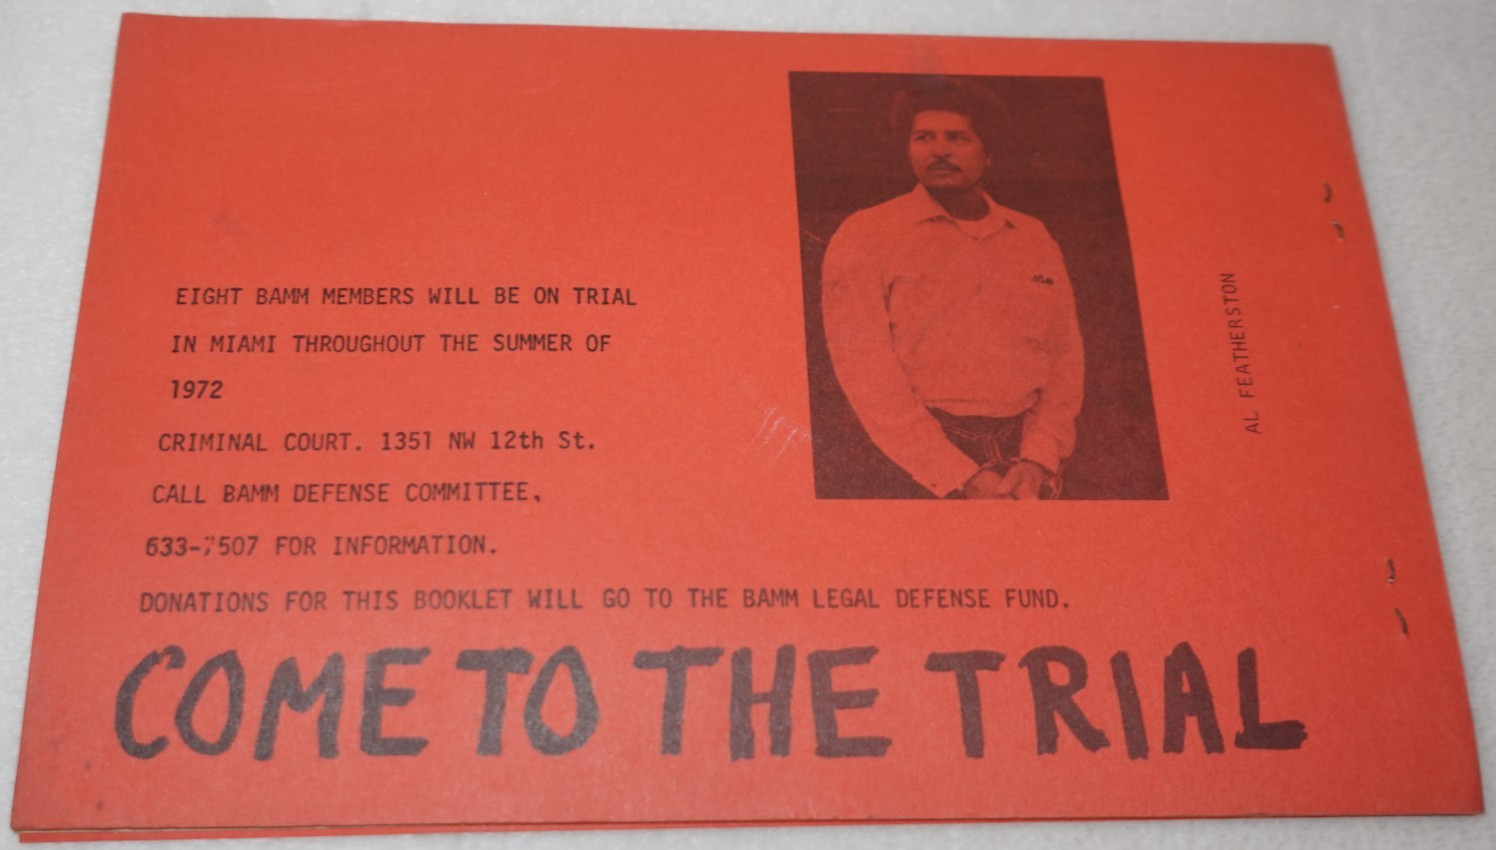 EIGHT BAMM MEMBERS WILL BE ON TRIAL
IN MIAMI THROUGHOUT THE SUMMER OF
1972
CRIMINAL COURT. 1351 NW 12th St.
CALL BAMM DEFENSE COMMITTEE,
633-7507 FOR INFORMATION.
DONATIONS FOR THIS BOOKLET WILL GO TO THE BAMM LEGAL DEFENSE FUND.
COME TO THE TRIAL
AL FEATHERSTON